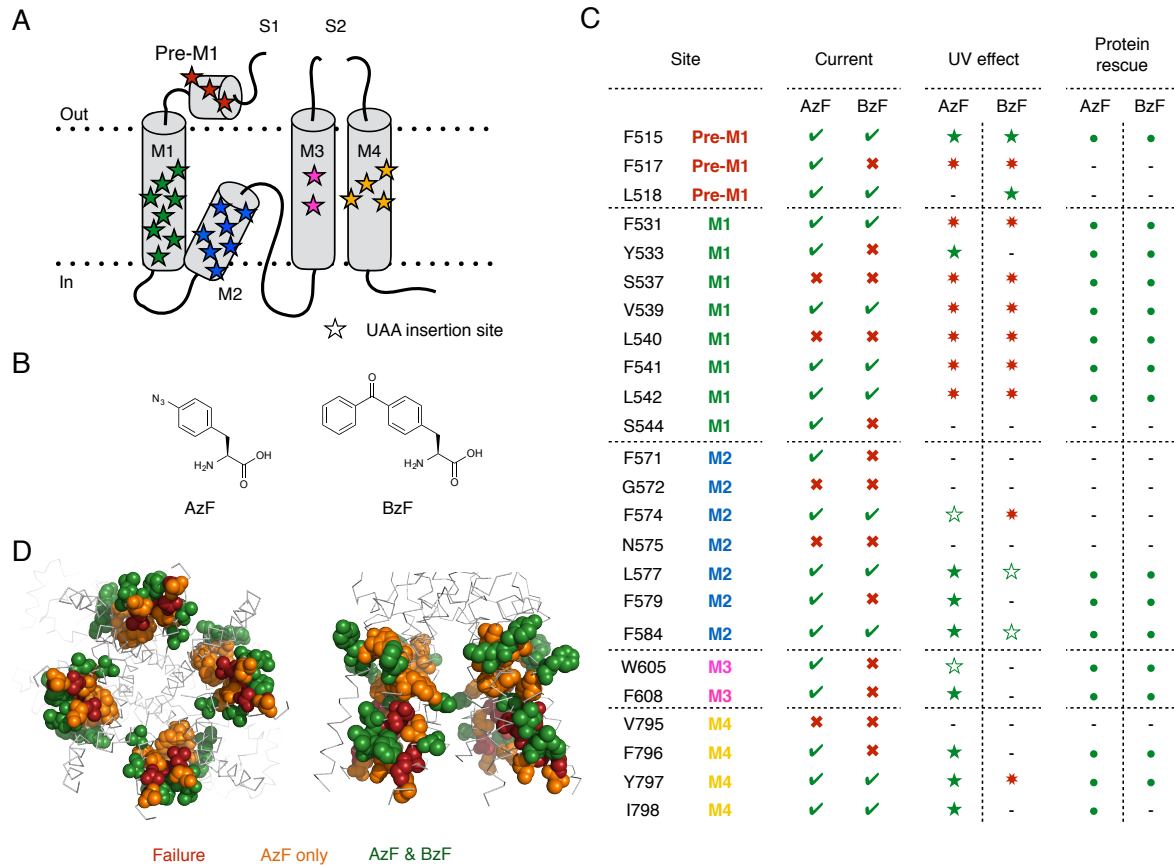 A
S1
S2
Pre-M1
Out
M1
M3
M4
In
M2
UAA insertion site
B
N3
H2N
OH
O
AzF
O
H2N
OH
O
BzF
D
Failure
AzF only
AzF & BzF
C
Site Current UV effect Protein rescue
AzF BzF AzF BzF AzF BzF
F515 Pre-M1 ✔ ✔ ★ ★ • •
F517 Pre-M1 ✔ ✖ ✸ ✸ - -
L518 Pre-M1 ✔ ✔ - ★ - -
F531 M1 ✔ ✔ ✸ ✸ • •
Y533 M1 ✔ ✖ ★ - • •
S537 M1 ✖ ✖ ✸ ✸ • •
V539 M1 ✔ ✔ ✸ ✸ • •
L540 M1 ✖ ✖ ✸ ✸ • •
F541 M1 ✔ ✔ ✸ ✸ • •
L542 M1 ✔ ✔ ✸ ✸ • •
S544 M1 ✔ ✖ - - - -
F571 M2 ✔ ✖ - - - -
G572 M2 ✖ ✖ - - - -
F574 M2 ✔ ✔ ☆ ✸ - -
N575 M2 ✖ ✖ - - - -
L577 M2 ✔ ✔ ★ ☆ • •
F579 M2 ✔ ✖ ★ - • •
F584 M2 ✔ ✔ ★ ☆ • •
W605 M3 ✔ ✖ ☆ - • •
F608 M3 ✔ ✖ ★ - • •
V795 M4 ✖ ✖ - - - -
F796 M4 ✔ ✖ ★ - • •
Y797 M4 ✔ ✔ ★ ✸ • •
I798 M4 ✔ ✔ ★ - • -